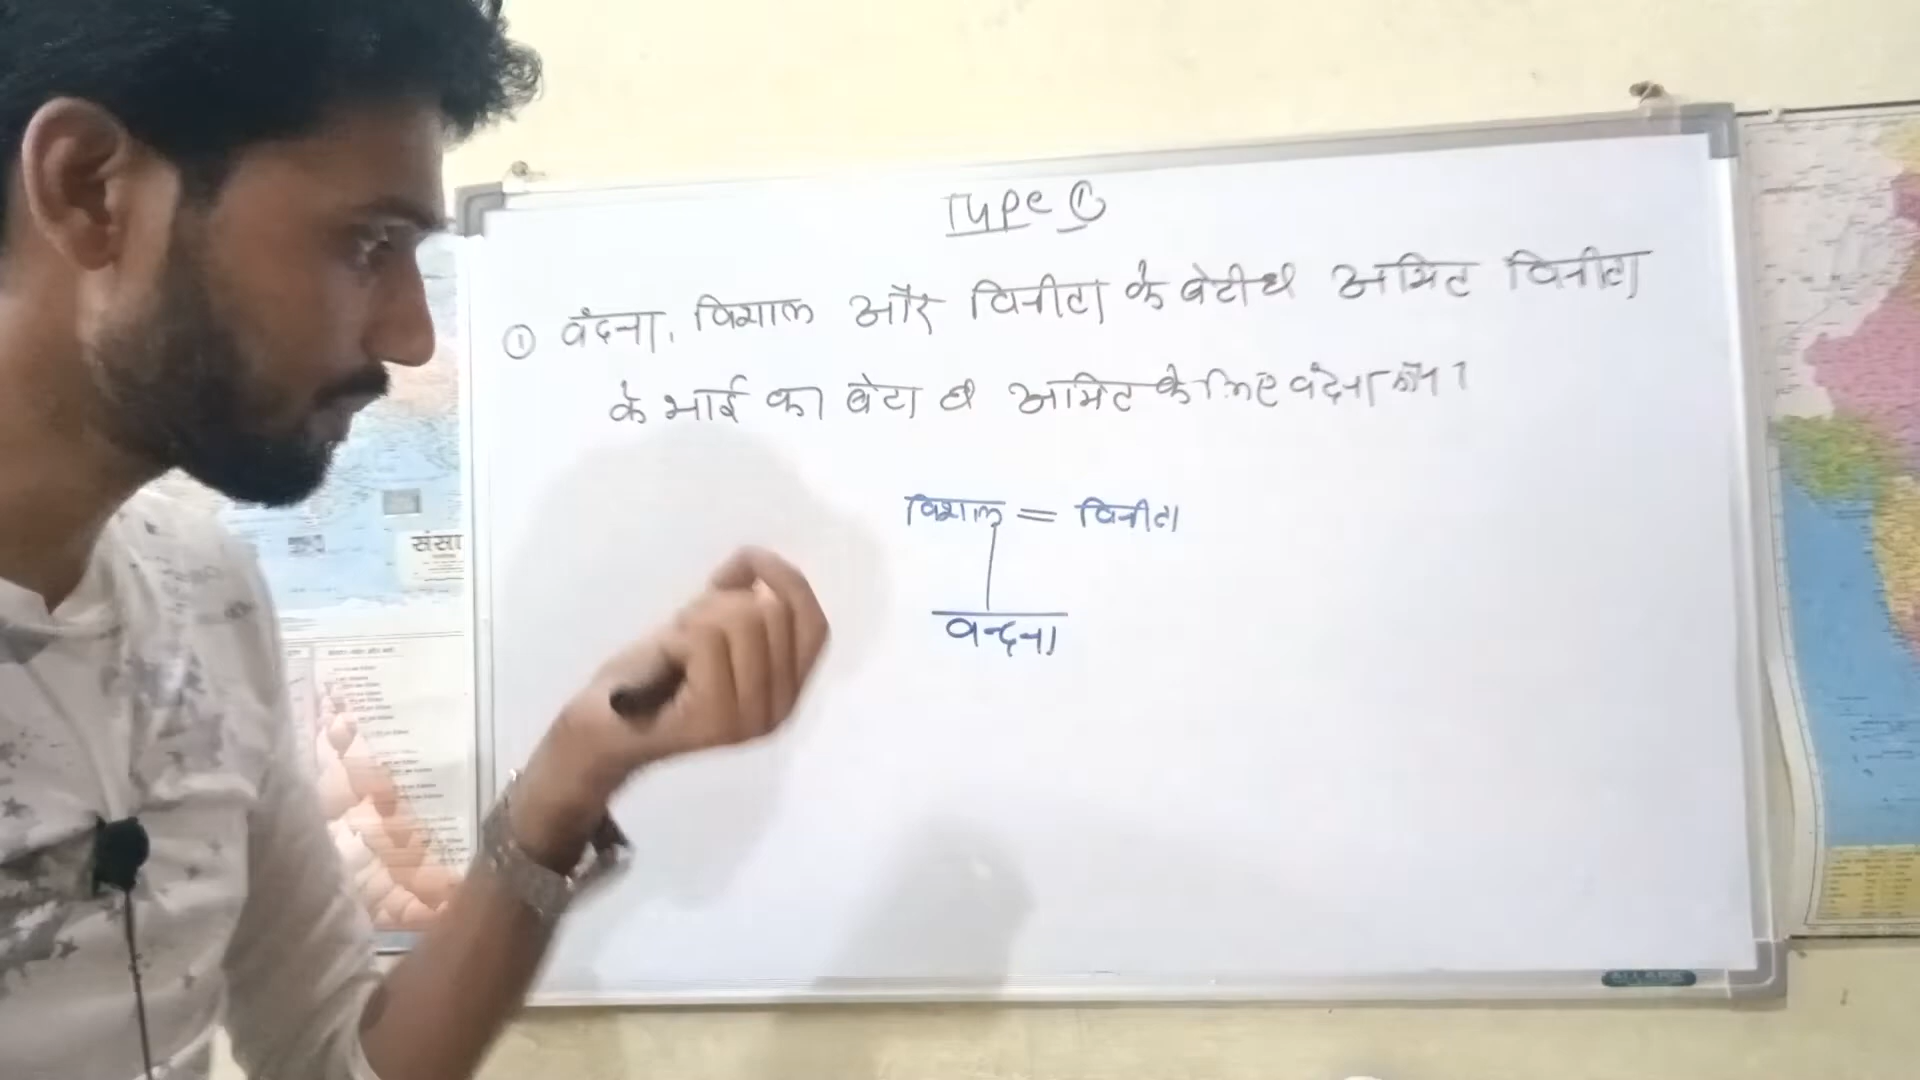 Type ①
① वंदना, विशाल और विनीता के बेटी है अमित विनीता
के भाई का बेटा है अमित के लिए वंदना कौन ?
विशाल = विनीता
वन्दना
संसा